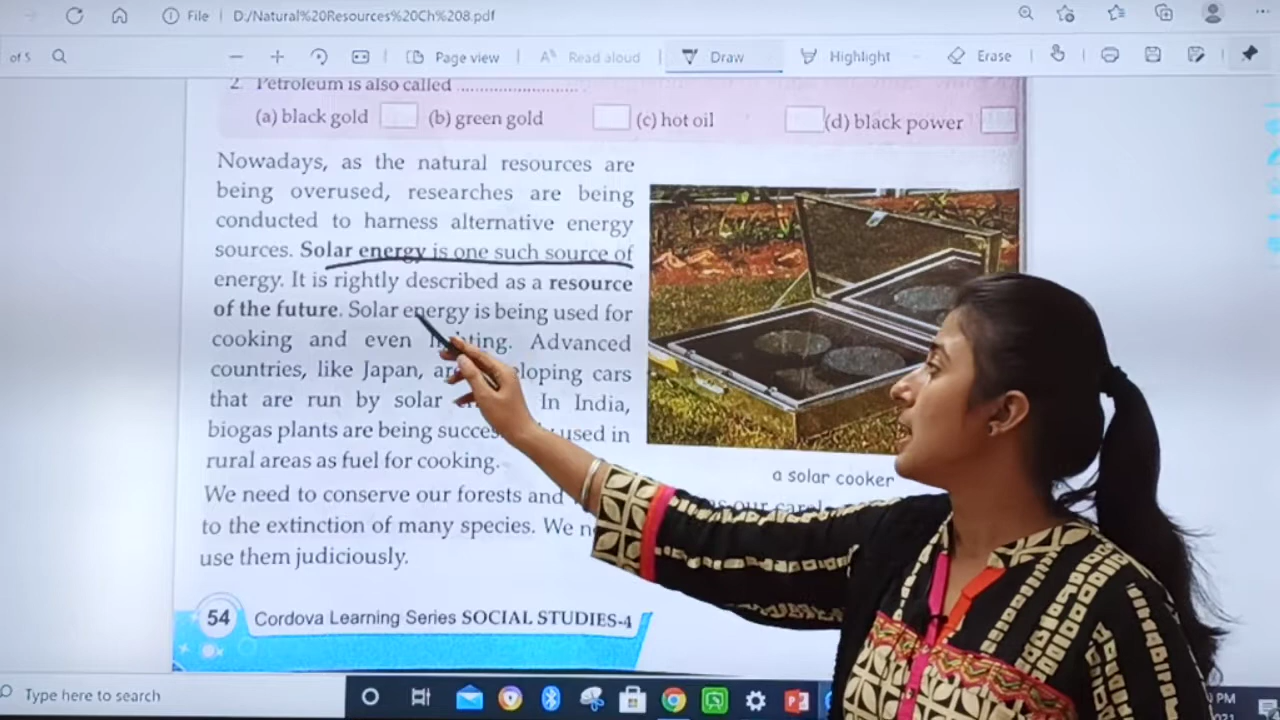 File | D:/Natural%20Resources%20Ch%208.pdf
of 5
Page view
Read aloud
Draw
Highlight
Erase
2. Petroleum is also called ............................
(a) black gold (b) green gold (c) hot oil (d) black power
Nowadays, as the natural resources are
being overused, researches are being
conducted to harness alternative energy
sources. Solar energy is one such source of
energy. It is rightly described as a resource
of the future. Solar energy is being used for
cooking and even Advanced
countries, like Japan, cars
that are run by solar In India,
biogas plants are being used in
rural areas as fuel for cooking.
a solar cooker
We need to conserve our forests and our
to the extinction of many species. We
use them judiciously.
54 Cordova Learning Series SOCIAL STUDIES-4
Type here to search
PM